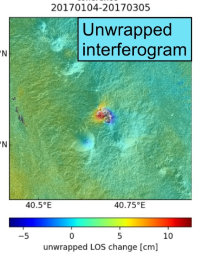 20170104-20170305
Unwrapped
interferogram
°N
°N
40.5°E 40.75°E
−5 0 5 10
unwrapped LOS change [cm]